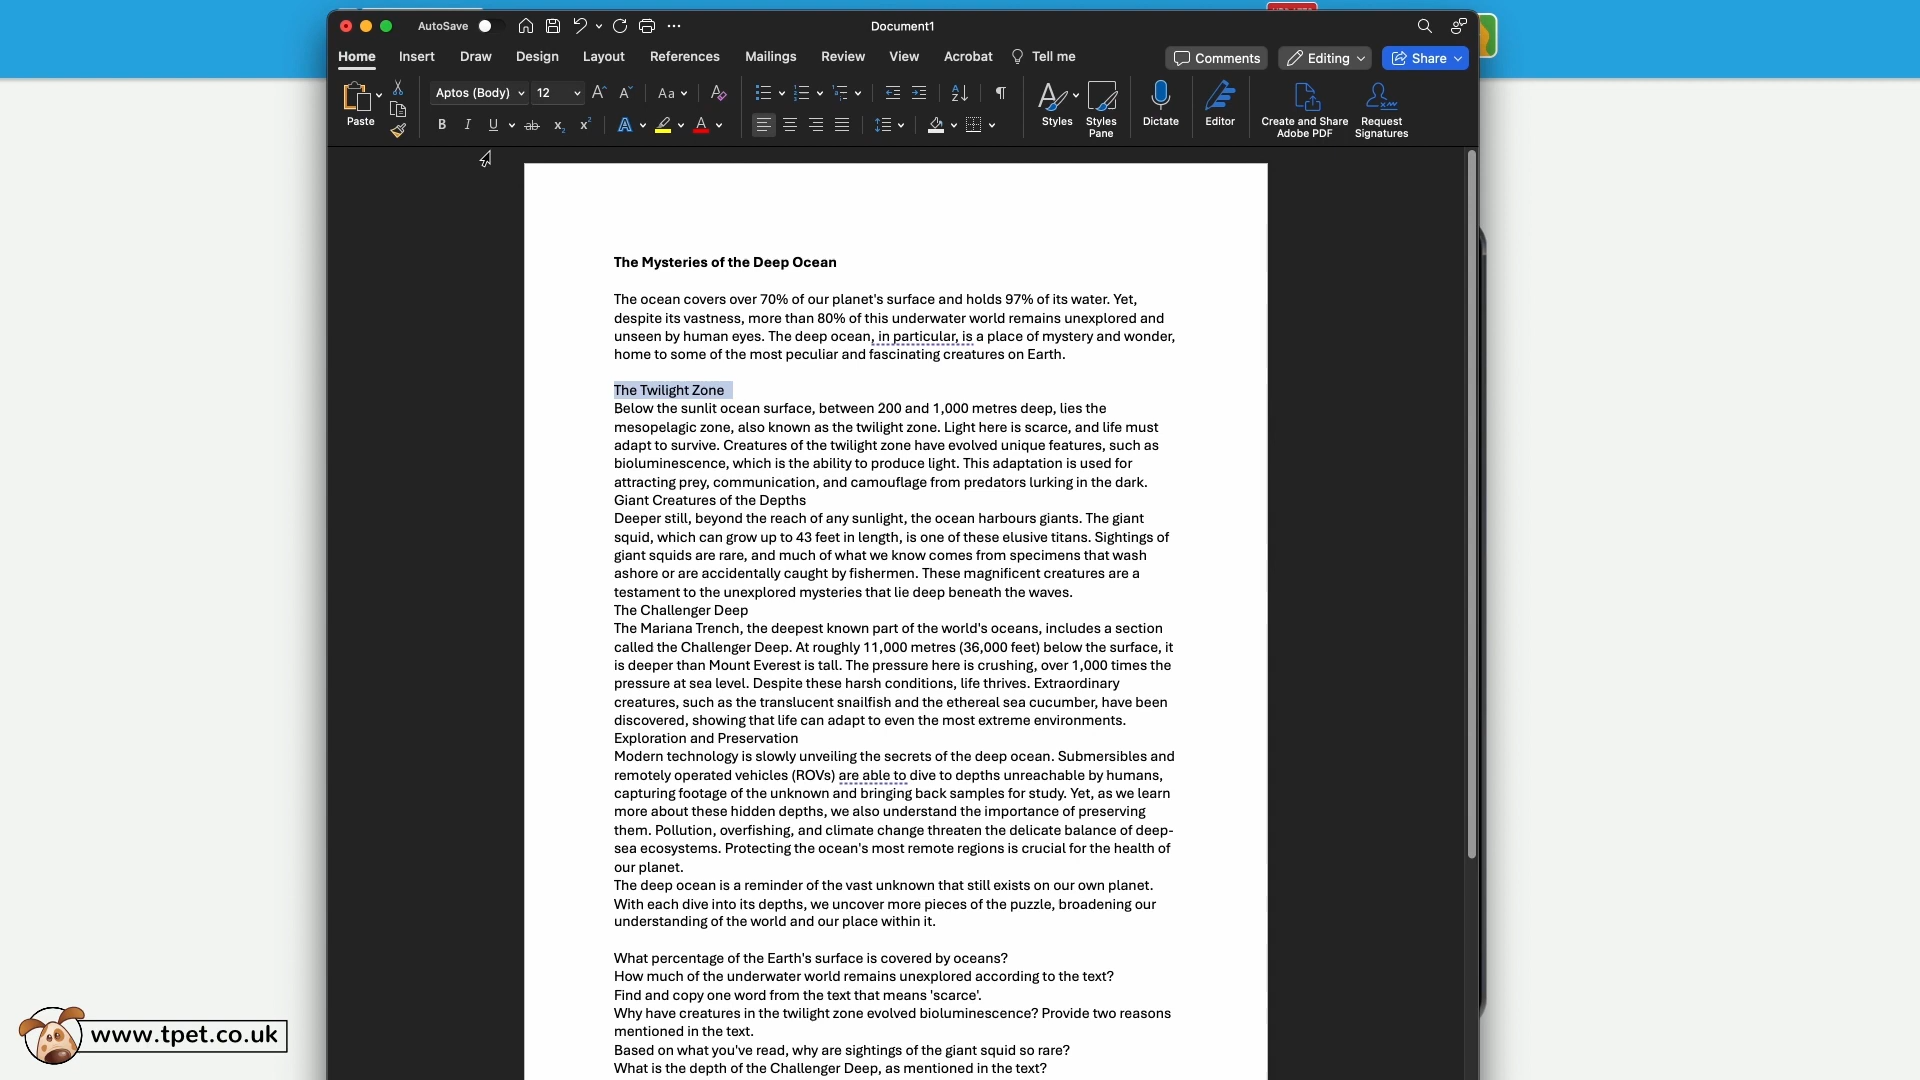 AutoSave
Document1
Home Insert Draw Design Layout References Mailings Review View Acrobat Tell me
Comments Editing Share
Paste
Aptos (Body) 12 Aa
B I U ab x₂ x² A A
Styles
Styles Pane
Dictate
Editor
Create and Share Adobe PDF
Request Signatures
The Mysteries of the Deep Ocean
The ocean covers over 70% of our planet's surface and holds 97% of its water. Yet,
despite its vastness, more than 80% of this underwater world remains unexplored and
unseen by human eyes. The deep ocean, in particular, is a place of mystery and wonder,
home to some of the most peculiar and fascinating creatures on Earth.
The Twilight Zone
Below the sunlit ocean surface, between 200 and 1,000 metres deep, lies the
mesopelagic zone, also known as the twilight zone. Light here is scarce, and life must
adapt to survive. Creatures of the twilight zone have evolved unique features, such as
bioluminescence, which is the ability to produce light. This adaptation is used for
attracting prey, communication, and camouflage from predators lurking in the dark.
Giant Creatures of the Depths
Deeper still, beyond the reach of any sunlight, the ocean harbours giants. The giant
squid, which can grow up to 43 feet in length, is one of these elusive titans. Sightings of
giant squids are rare, and much of what we know comes from specimens that wash
ashore or are accidentally caught by fishermen. These magnificent creatures are a
testament to the unexplored mysteries that lie deep beneath the waves.
The Challenger Deep
The Mariana Trench, the deepest known part of the world's oceans, includes a section
called the Challenger Deep. At roughly 11,000 metres (36,000 feet) below the surface, it
is deeper than Mount Everest is tall. The pressure here is crushing, over 1,000 times the
pressure at sea level. Despite these harsh conditions, life thrives. Extraordinary
creatures, such as the translucent snailfish and the ethereal sea cucumber, have been
discovered, showing that life can adapt to even the most extreme environments.
Exploration and Preservation
Modern technology is slowly unveiling the secrets of the deep ocean. Submersibles and
remotely operated vehicles (ROVs) are able to dive to depths unreachable by humans,
capturing footage of the unknown and bringing back samples for study. Yet, as we learn
more about these hidden depths, we also understand the importance of preserving
them. Pollution, overfishing, and climate change threaten the delicate balance of deep-
sea ecosystems. Protecting the ocean's most remote regions is crucial for the health of
our planet.
The deep ocean is a reminder of the vast unknown that still exists on our own planet.
With each dive into its depths, we uncover more pieces of the puzzle, broadening our
understanding of the world and our place within it.
What percentage of the Earth's surface is covered by oceans?
How much of the underwater world remains unexplored according to the text?
Find and copy one word from the text that means 'scarce'.
Why have creatures in the twilight zone evolved bioluminescence? Provide two reasons
mentioned in the text.
Based on what you've read, why are sightings of the giant squid so rare?
What is the depth of the Challenger Deep, as mentioned in the text?
www.tpet.co.uk